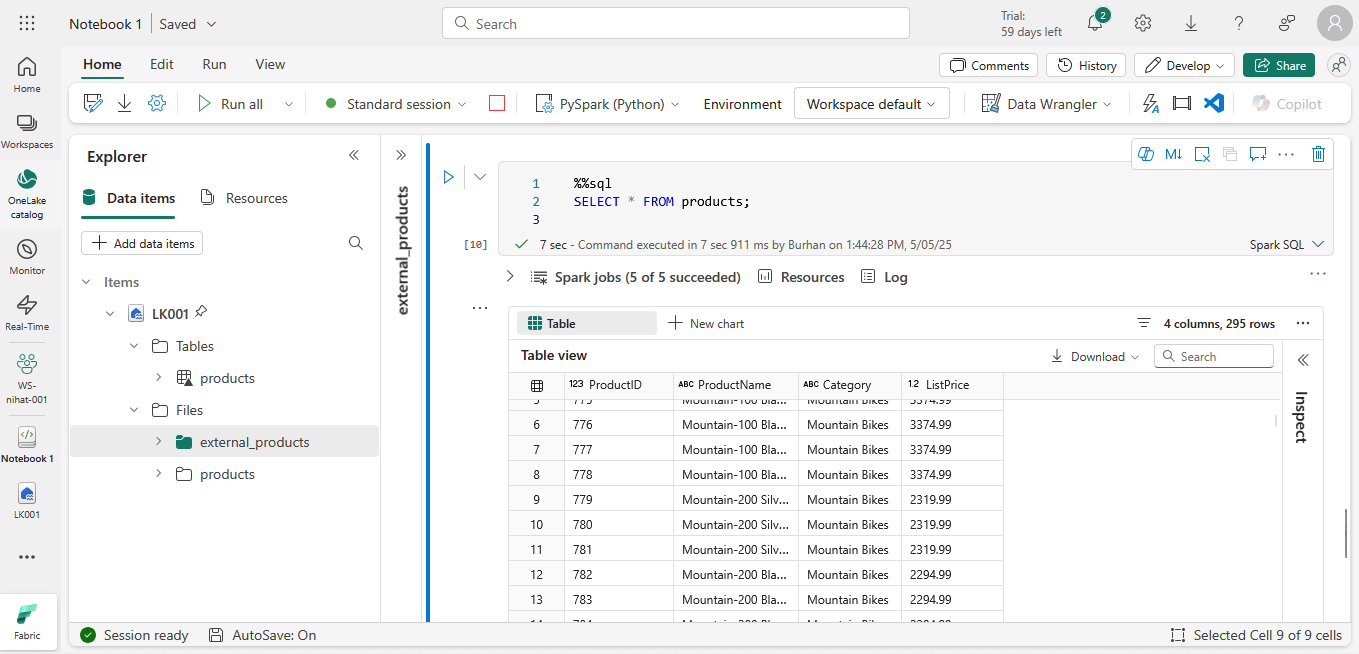 Notebook 1 | Saved
Search
Trial:
59 days left
2
Home Edit Run View
Comments History Develop Share
Run all Standard session PySpark (Python) Environment Workspace default Data Wrangler Copilot
Home
Workspaces
OneLake
catalog
Monitor
Real-Time
WS-
nihat-001
Notebook 1
LK001
Fabric
Explorer
Data items Resources
Add data items
Items
LK001
Tables
products
Files
external_products
products
external_products
M↓
1 %%sql
2 SELECT * FROM products;
3
[10] 7 sec - Command executed in 7 sec 911 ms by Burhan on 1:44:28 PM, 5/05/25 Spark SQL
Spark jobs (5 of 5 succeeded) Resources Log
Table New chart 4 columns, 295 rows
Table view Download Search
123 ProductID ABC ProductName ABC Category 1.2 ListPrice
5 775 Mountain-100 Bla... Mountain Bikes 3374.99
6 776 Mountain-100 Bla... Mountain Bikes 3374.99
7 777 Mountain-100 Bla... Mountain Bikes 3374.99
8 778 Mountain-100 Bla... Mountain Bikes 3374.99
9 779 Mountain-200 Silv... Mountain Bikes 2319.99
10 780 Mountain-200 Silv... Mountain Bikes 2319.99
11 781 Mountain-200 Silv... Mountain Bikes 2319.99
12 782 Mountain-200 Bla... Mountain Bikes 2294.99
13 783 Mountain-200 Bla... Mountain Bikes 2294.99
Inspect
Session ready AutoSave: On Selected Cell 9 of 9 cells